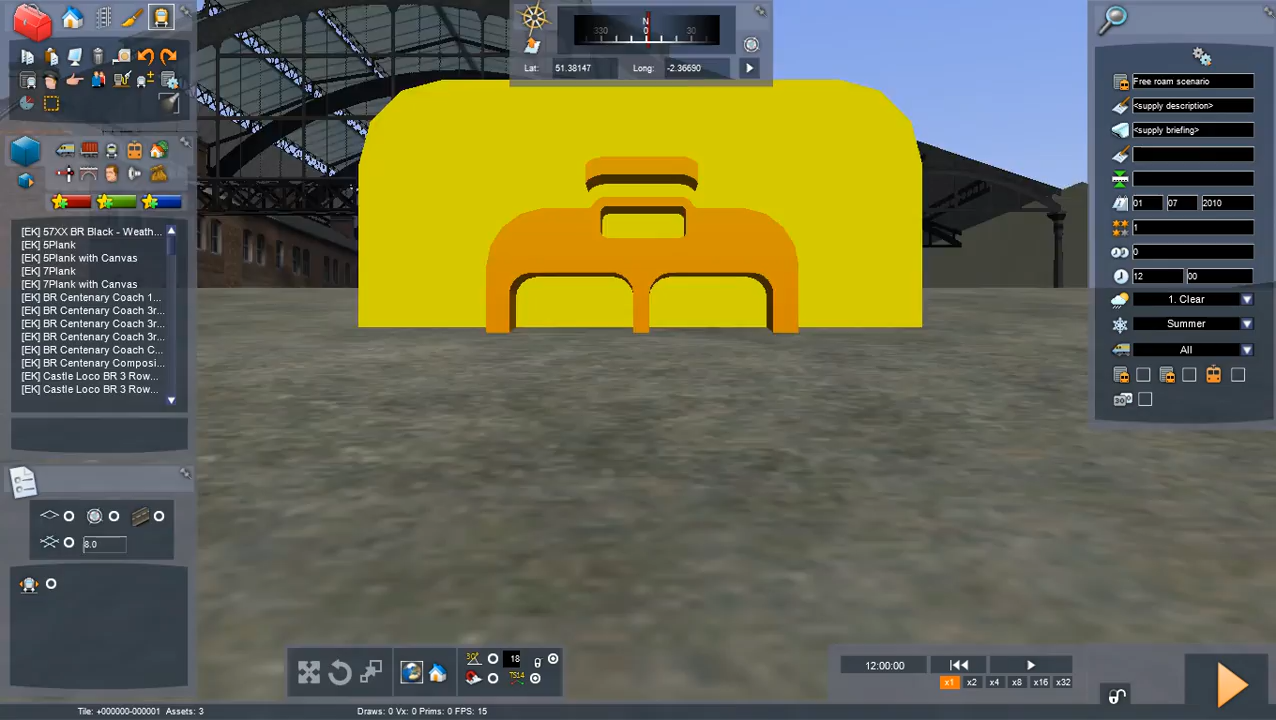 330
N
0
30
Lat:
51.38147
Long:
-2.36690
Free roam scenario
<supply description>
<supply briefing>
01
07
2010
1
0
12
00
1. Clear
Summer
All
[EK] 57XX BR Black - Weath...
[EK] 5Plank
[EK] 5Plank with Canvas
[EK] 7Plank
[EK] 7Plank with Canvas
[EK] BR Centenary Coach 1...
[EK] BR Centenary Coach 3r...
[EK] BR Centenary Coach 3r...
[EK] BR Centenary Coach 3r...
[EK] BR Centenary Coach C...
[EK] BR Centenary Composi...
[EK] Castle Loco BR 3 Row...
[EK] Castle Loco BR 3 Row...
8.0
18
TS14
12:00:00
x1
x2
x4
x8
x16
x32
Tile: +000000-000001 Assets: 3
Draws: 0 Vx: 0 Prims: 0 FPS: 15